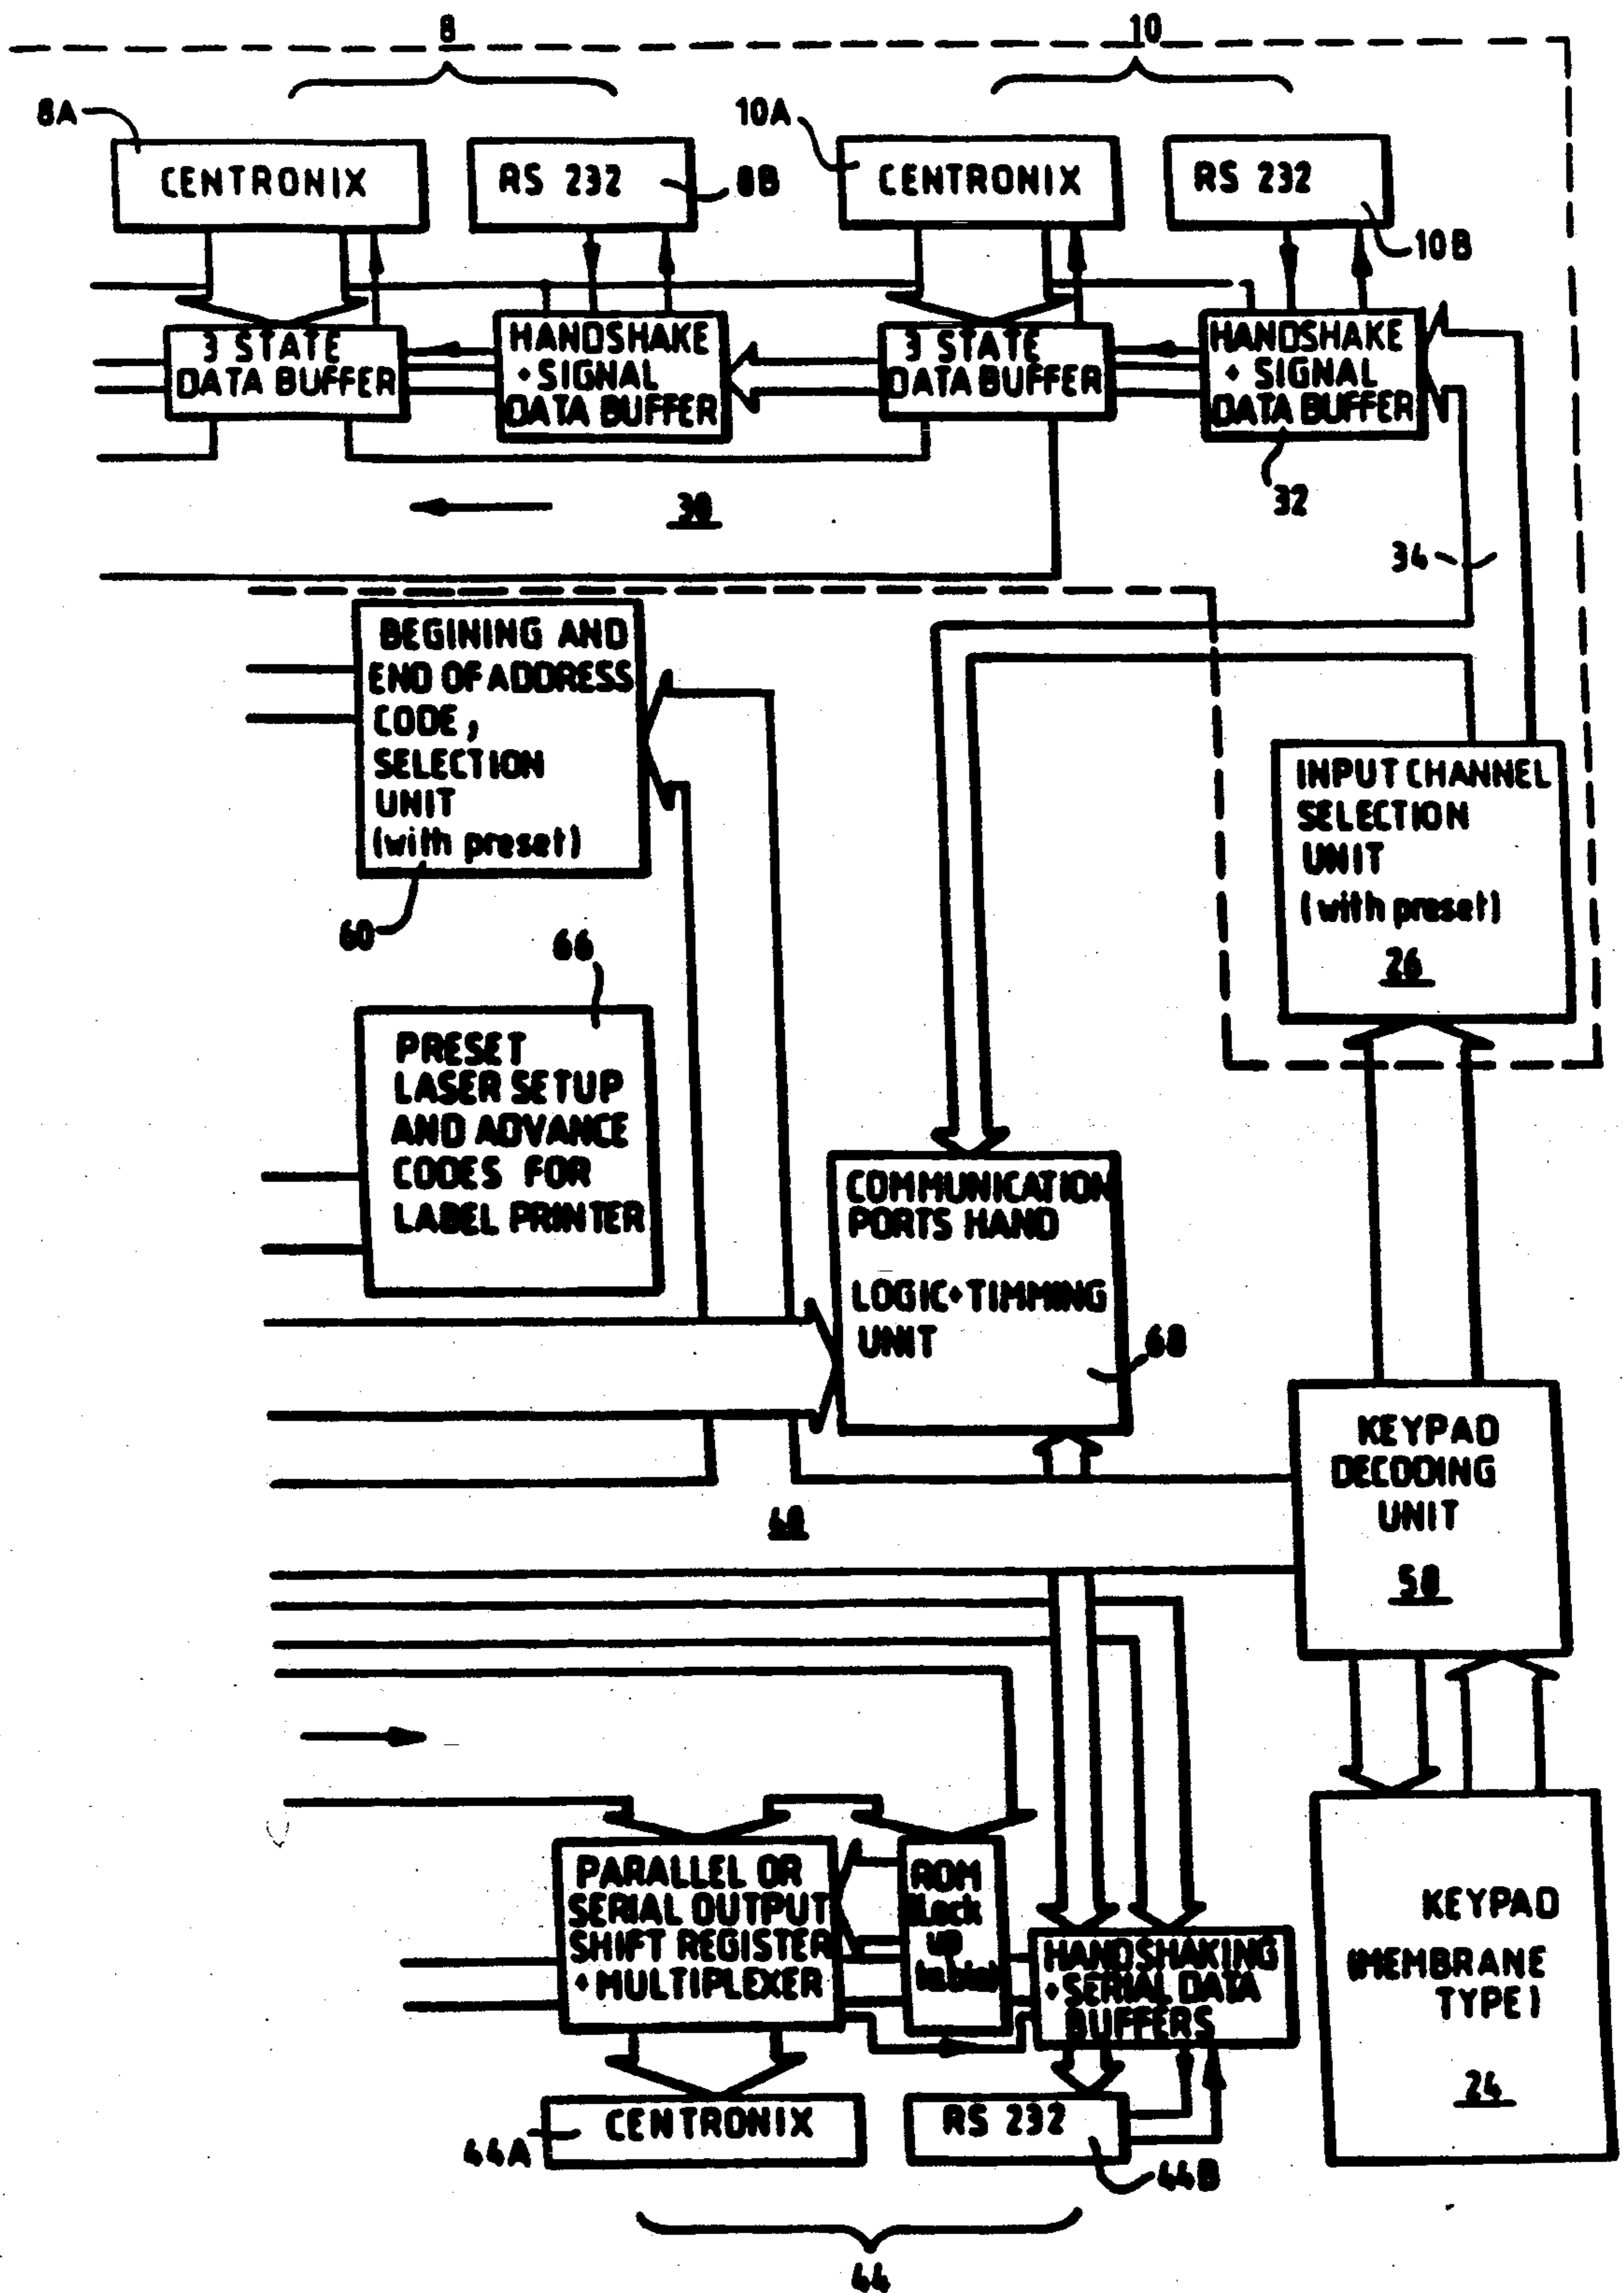 8
10
8A
10A
CENTRONIX
RS 232
8B
CENTRONIX
RS 232
10B
3 STATE
DATA BUFFER
HANDSHAKE
+ SIGNAL
DATA BUFFER
3 STATE
DATA BUFFER
HANDSHAKE
+ SIGNAL
DATA BUFFER
32
30
34
BEGINING AND
END OF ADDRESS
CODE,
SELECTION
UNIT
(with preset)
60
INPUT CHANNEL
SELECTION
UNIT
(with preset)
26
66
PRESET
LASER SETUP
AND ADVANCE
CODES FOR
LABEL PRINTER
COMMUNICATION
PORTS HAND
LOGIC+TIMMING
UNIT
68
KEYPAD
DECODING
UNIT
58
PARALLEL OR
SERIAL OUTPUT
SHIFT REGISTER
+ MULTIPLEXER
ROM
up
HANDSHAKING
+SERIAL DATA
BUFFERS
KEYPAD
(MEMBRANE
TYPE)
24
44A
CENTRONIX
RS 232
44B
44